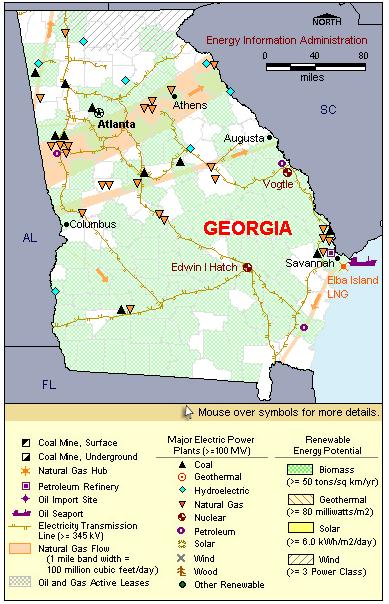 NORTH
Energy Information Administration
0 40 80
miles
SC
Athens
Atlanta
Augusta
Vogtle
Columbus
GEORGIA
AL
Edwin I Hatch
Savannah
Elba Island
LNG
FL
Mouse over symbols for more details.
Coal Mine, Surface
Coal Mine, Underground
Natural Gas Hub
Petroleum Refinery
Oil Import Site
Oil Seaport
Electricity Transmission
Line (>= 345 kV)
Natural Gas Flow
(1 mile band width =
100 million cubic feet/day)
Oil and Gas Active Leases
Major Electric Power
Plants (>=100 MW)
Coal
Geothermal
Hydroelectric
Natural Gas
Nuclear
Petroleum
Solar
Wind
Wood
Other Renewable
Renewable
Energy Potential
Biomass
(>= 50 tons/sq km/yr)
Geothermal
(>= 80 milliwatts/m2)
Solar
(>= 6.0 kWh/m2/day)
Wind
(>= 3 Power Class)